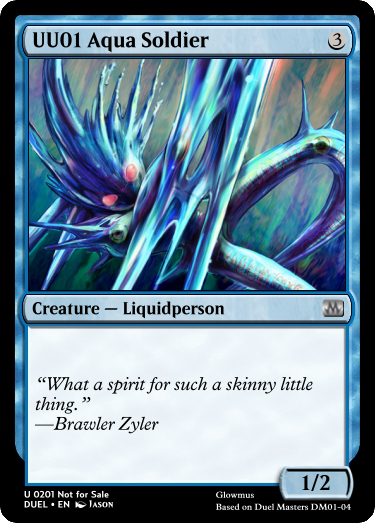 UU01 Aqua Soldier
3
Creature — Liquidperson
M
“What a spirit for such a skinny little
thing.”
—Brawler Zyler
1/2
U 0201 Not for Sale
DUEL • EN Iason
Glowmus
Based on Duel Masters DM01-04